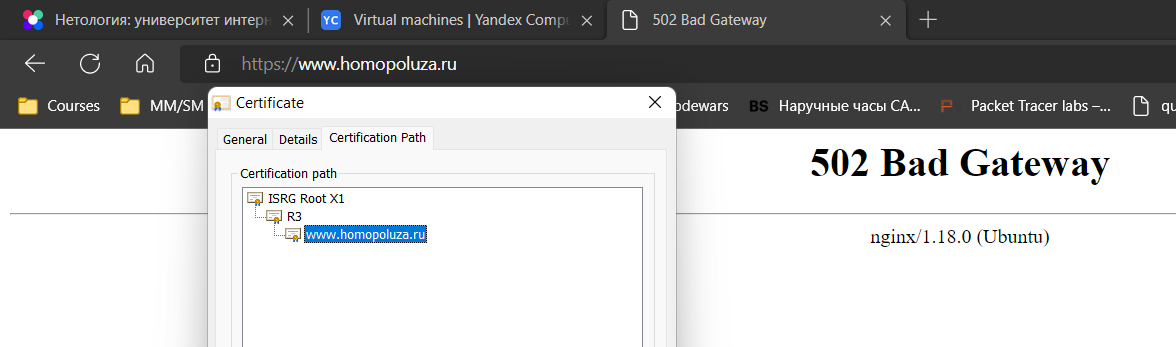 Нетология: университет интерн
YC Virtual machines | Yandex Compu
502 Bad Gateway
https://www.homopoluza.ru
Courses
MM/SM
odewars
BS Наручные часы CA...
Packet Tracer labs –...
qu
Certificate
General Details Certification Path
Certification path
ISRG Root X1
R3
www.homopoluza.ru
502 Bad Gateway
nginx/1.18.0 (Ubuntu)